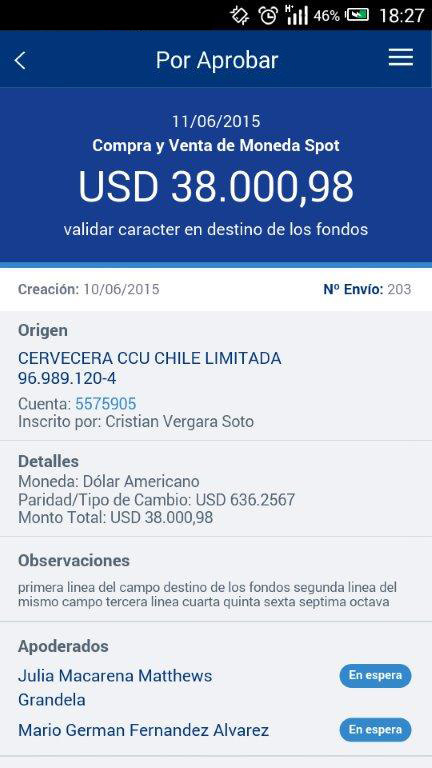 46% 18:27
Por Aprobar
11/06/2015
Compra y Venta de Moneda Spot
USD 38.000,98
validar caracter en destino de los fondos
Creación: 10/06/2015 Nº Envío: 203
Origen
CERVECERA CCU CHILE LIMITADA
96.989.120-4
Cuenta: 5575905
Inscrito por: Cristian Vergara Soto
Detalles
Moneda: Dólar Americano
Paridad/Tipo de Cambio: USD 636.2567
Monto Total: USD 38.000,98
Observaciones
primera linea del campo destino de los fondos segunda linea del
mismo campo tercera linea cuarta quinta sexta septima octava
Apoderados
Julia Macarena Matthews En espera
Grandela
Mario German Fernandez Alvarez En espera